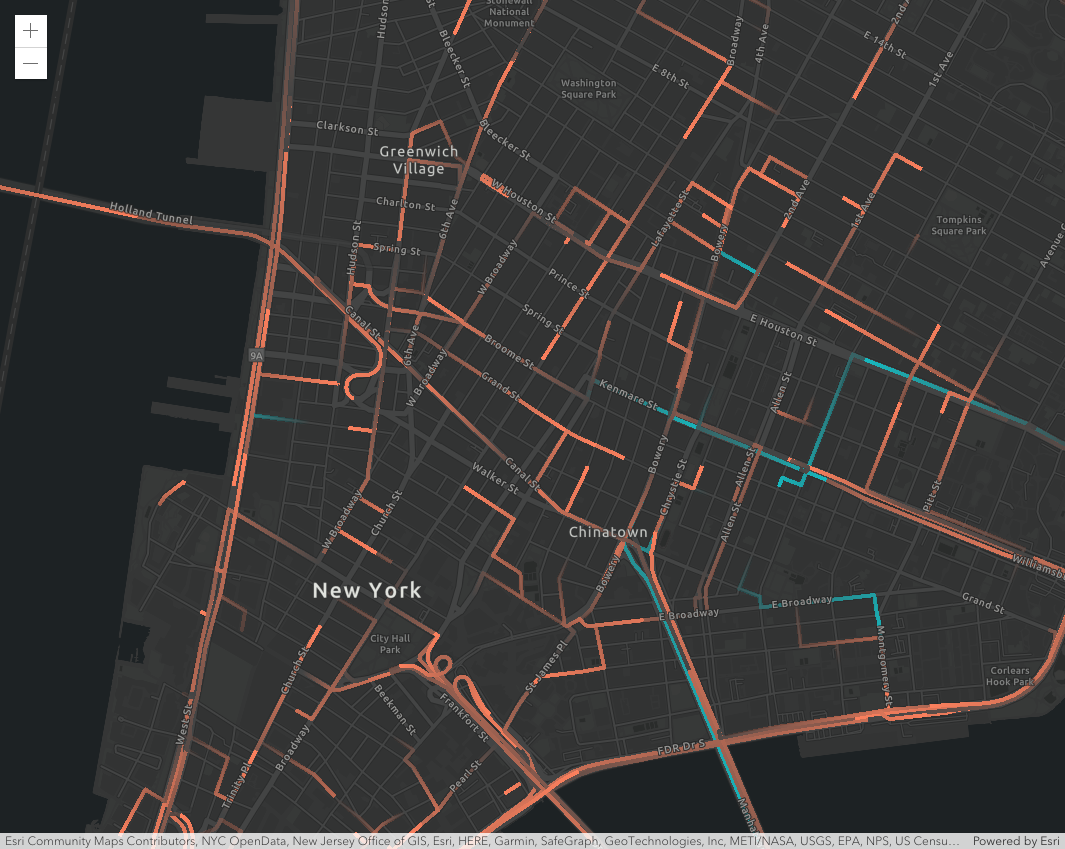 Stonewall
National
Monument
Hudson
Bleecker St
Broadway
4th Ave
2nd A
E 14th St
1st Ave
E 8th St
Washington
Square Park
Clarkson St
Bleecker St
Greenwich
Village
W Houston St
Charlton St
6th Ave
Lafayette St
2nd Ave
1st Ave
Tompkins
Square Park
Avenue C
Holland Tunnel
Hudson St
Spring St
W Broadway
Bowery
Prince St
Canal St
Spring St
E Houston St
9A
6th Ave
W Broadway
Broome St
Grand St
Kenmare St
Allen St
Bowery
Walker St
Canal St
Chrystie St
Allen St
Pitt St
W Broadway
Church St
Allen St
Chinatown
Williamsb
New York
Bowery
E Broadway
E Broadway
Grand St
City Hall
Park
St James Pl
Montgomery St
Corlears
Hook Park
Church St
Beekman St
Frankfort St
West St
Broadway
FDR Dr S
Trinity Pl
Pearl St
Manha
Esri Community Maps Contributors, NYC OpenData, New Jersey Office of GIS, Esri, HERE, Garmin, SafeGraph, GeoTechnologies, Inc, METI/NASA, USGS, EPA, NPS, US Censu…
Powered by Esri